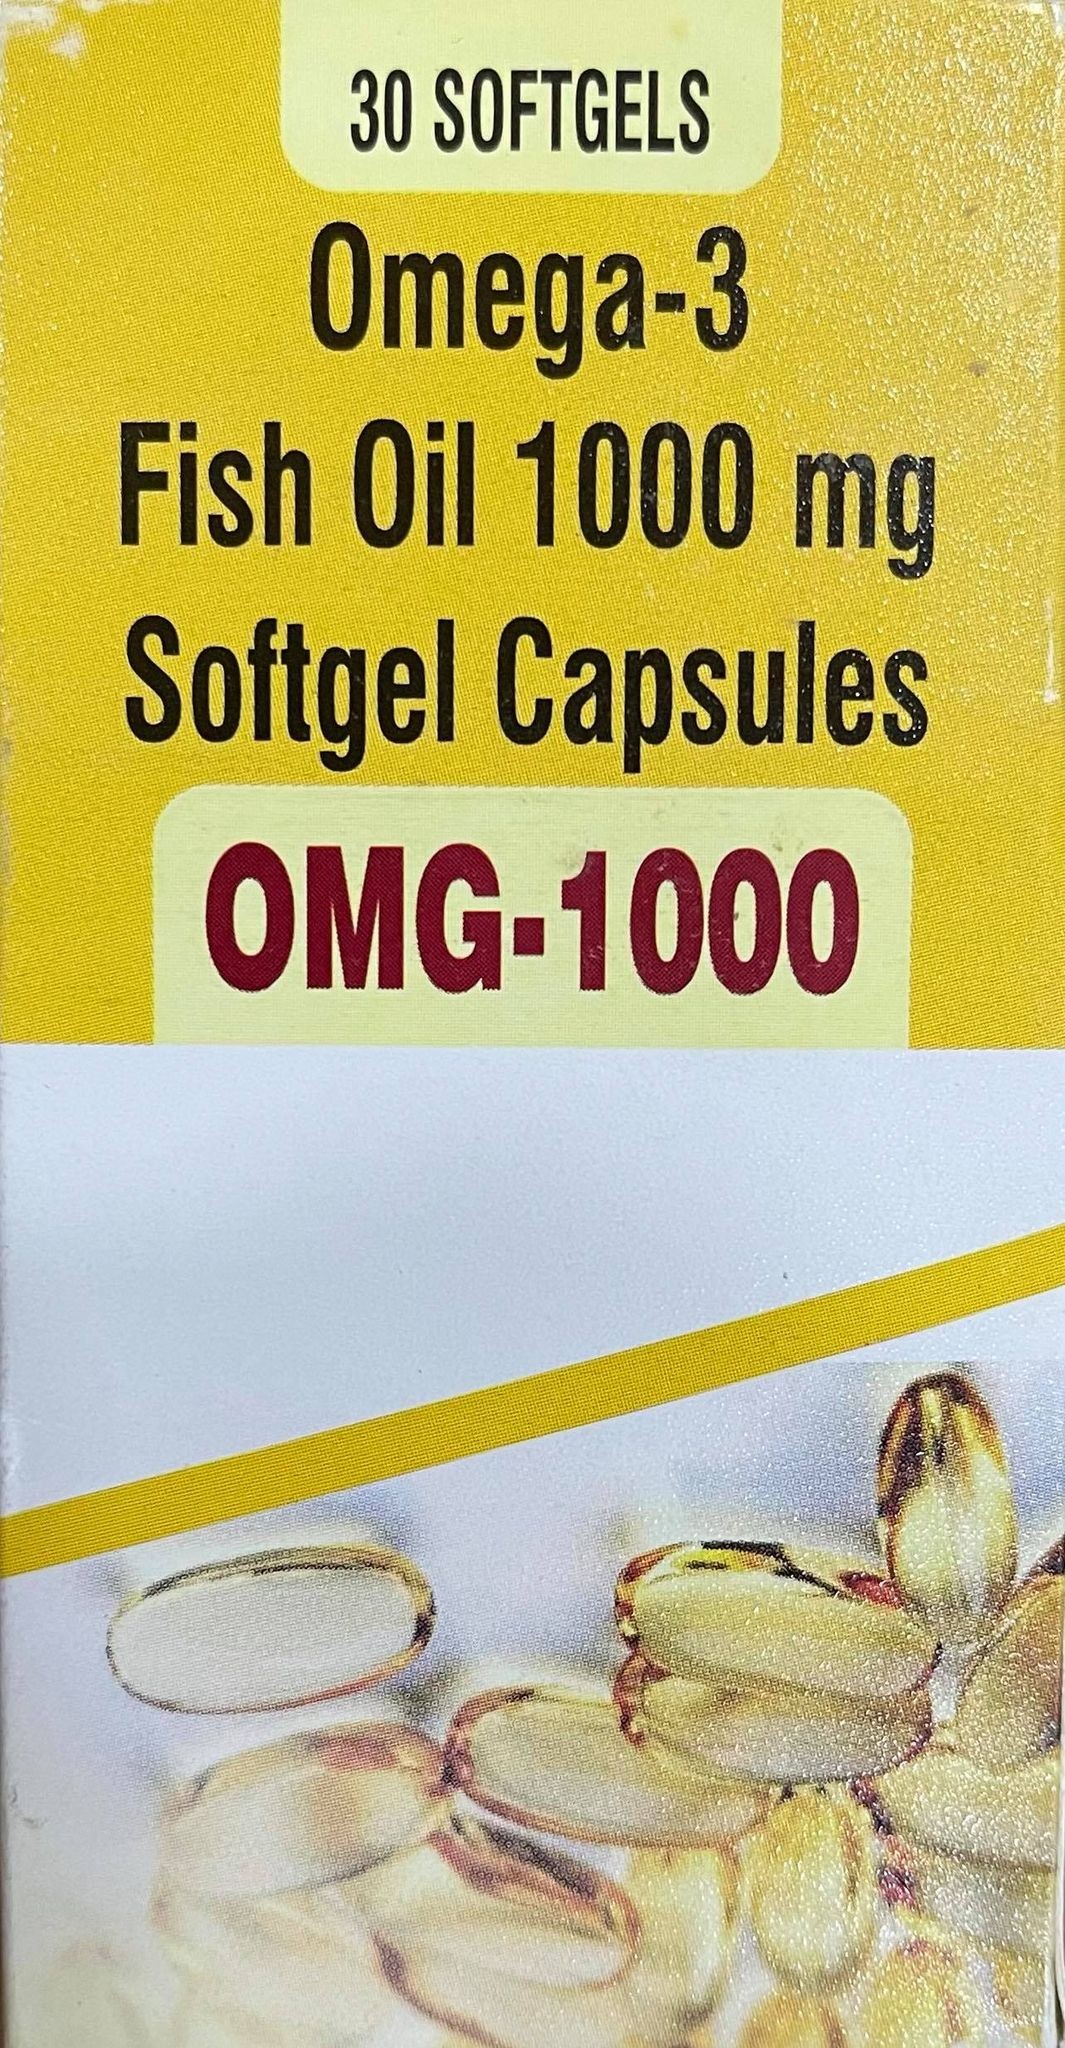 30 SOFTGELS
Omega-3
Fish Oil 1000 mg
Softgel Capsules
OMG-1000